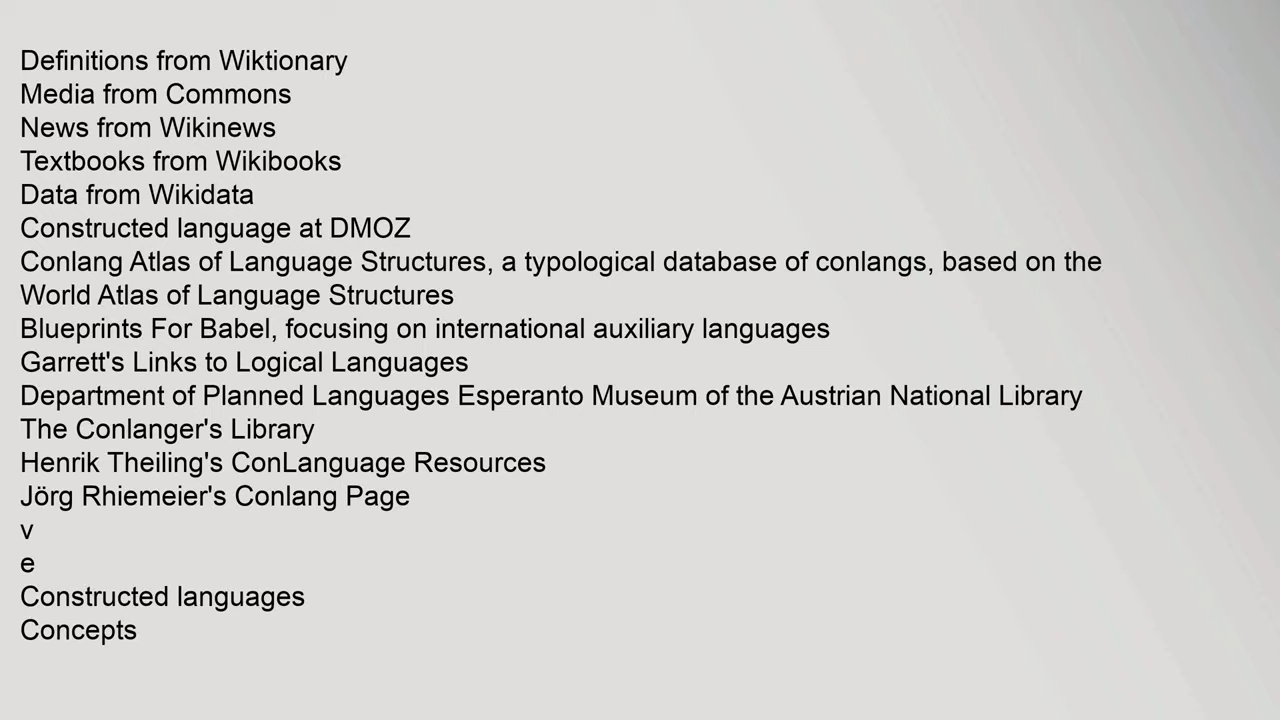 Definitions from Wiktionary
Media from Commons
News from Wikinews
Textbooks from Wikibooks
Data from Wikidata
Constructed language at DMOZ
Conlang Atlas of Language Structures, a typological database of conlangs, based on the
World Atlas of Language Structures
Blueprints For Babel, focusing on international auxiliary languages
Garrett's Links to Logical Languages
Department of Planned Languages Esperanto Museum of the Austrian National Library
The Conlanger's Library
Henrik Theiling's ConLanguage Resources
Jörg Rhiemeier's Conlang Page
v
e
Constructed languages
Concepts